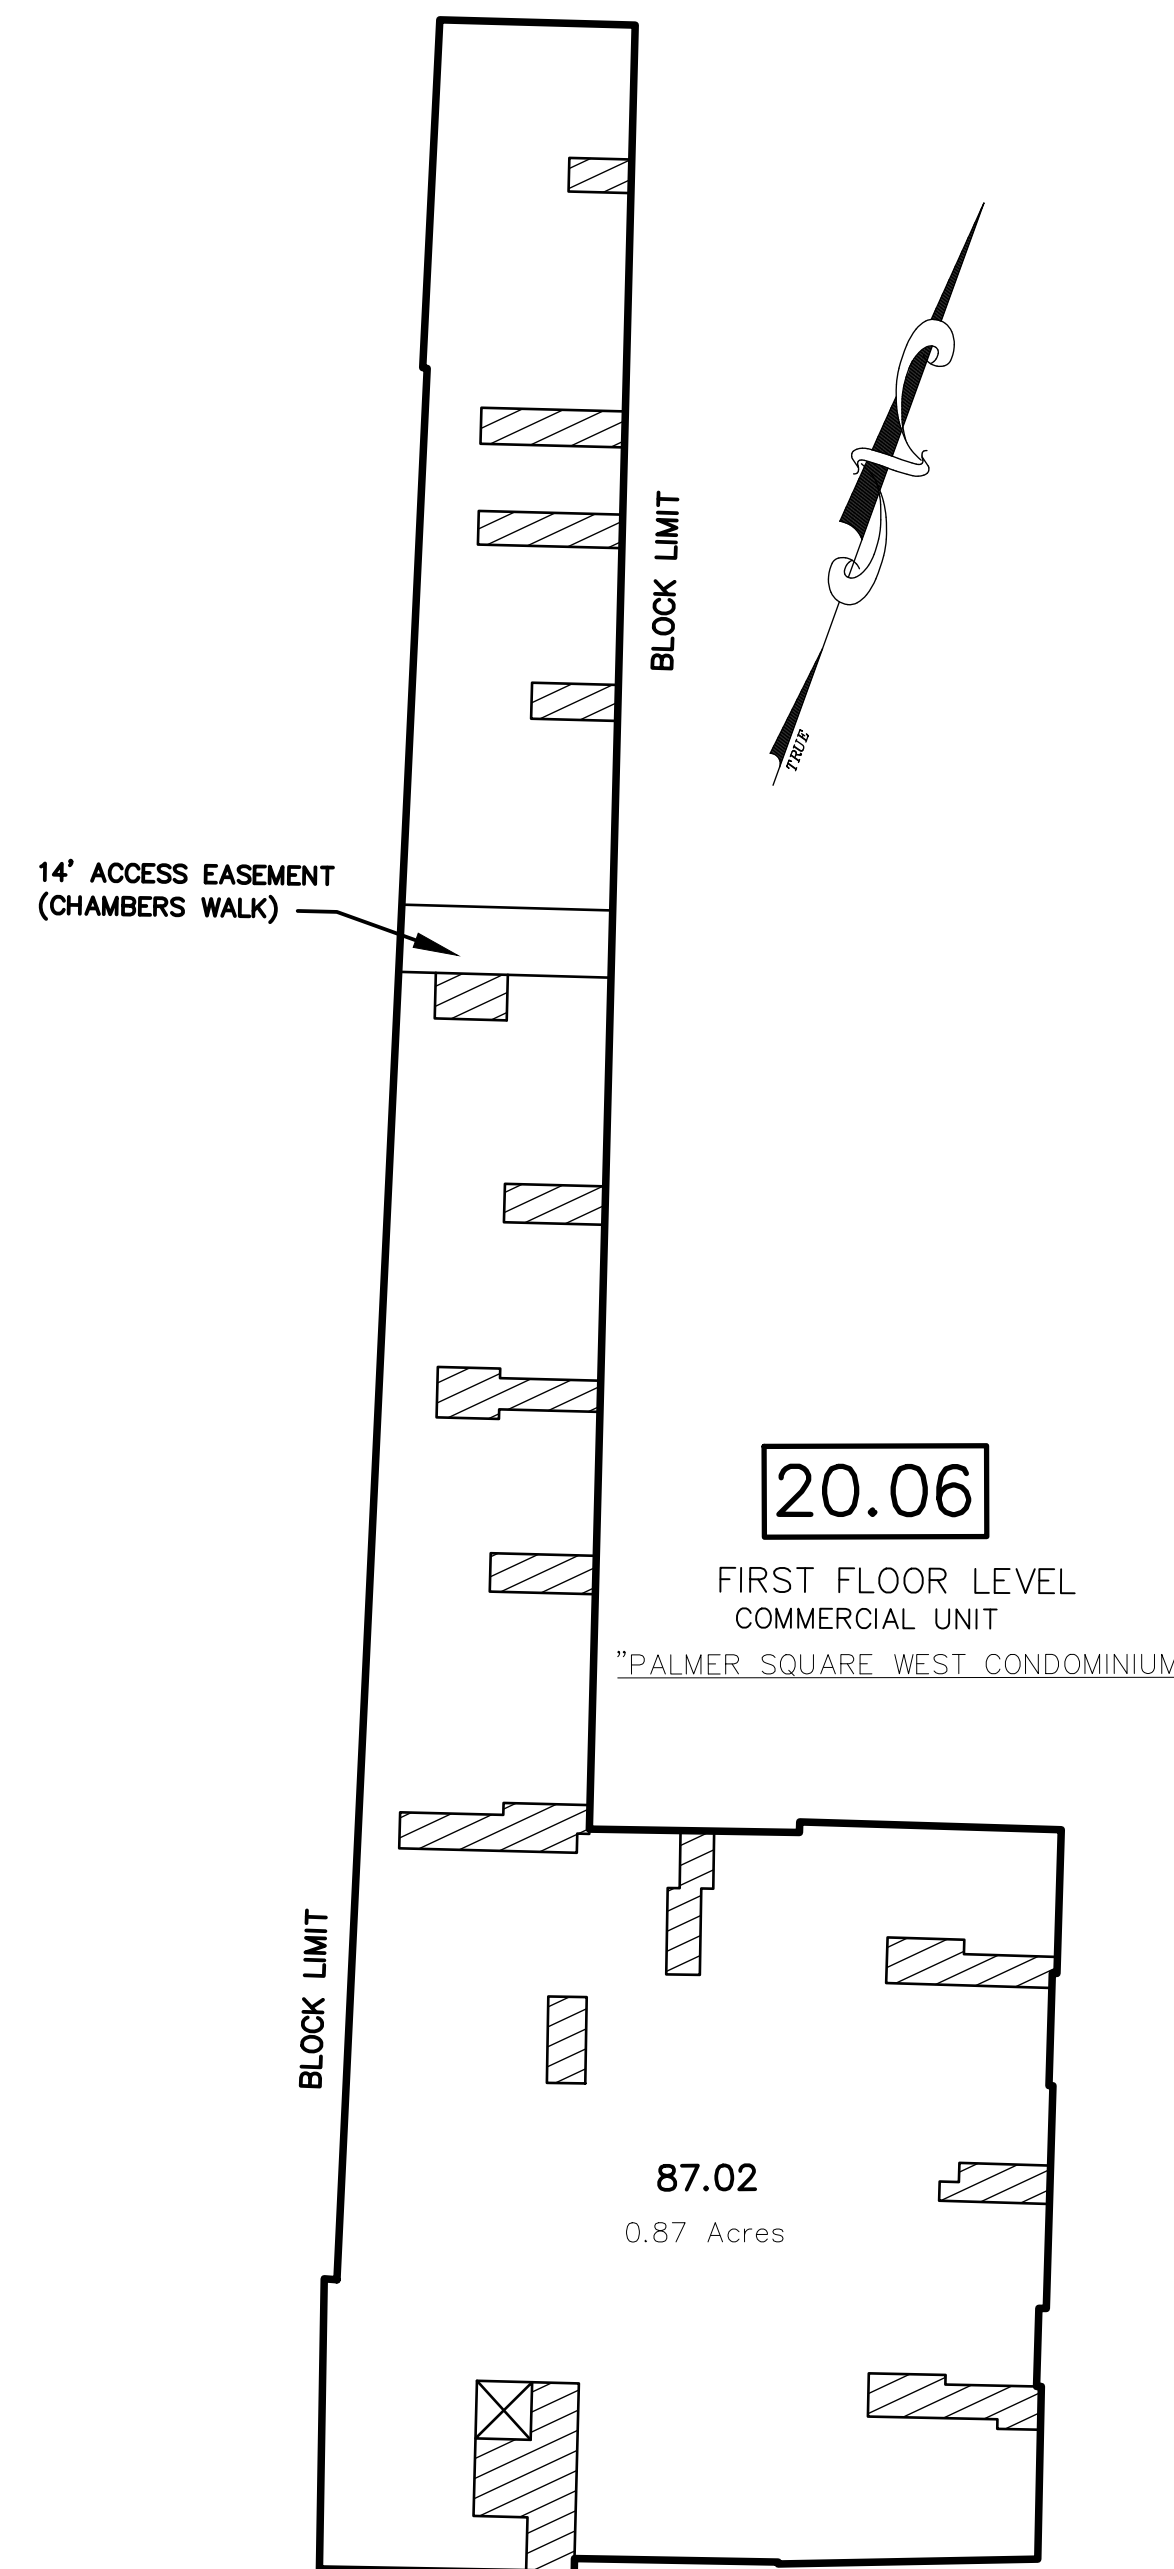 BLOCK LIMIT
TRUE
14' ACCESS EASEMENT
(CHAMBERS WALK)
20.06
FIRST FLOOR LEVEL
COMMERCIAL UNIT
"PALMER SQUARE WEST CONDOMINIUM
BLOCK LIMIT
87.02
0.87 Acres